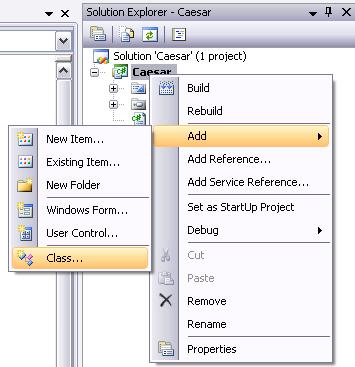 Solution Explorer - Caesar
Solution 'Caesar' (1 project)
Caesar
Build
Rebuild
Add
Add Reference...
Add Service Reference...
Set as StartUp Project
Debug
Cut
Paste
Remove
Rename
Properties
New Item...
Existing Item...
New Folder
Windows Form...
User Control...
Class...